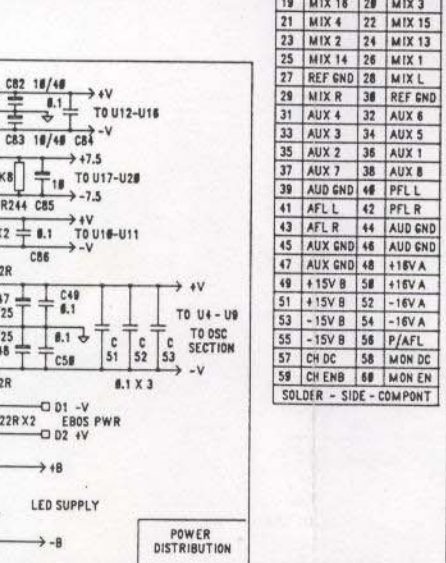 C82 10/40
0.1
+V
TO U12-U16
-V
C83 10/40 C84
+7.5
10
TO U17-U20
-7.5
R244 C85
+V
0.1
TO U10-U11
-V
C86
2R
+V
C49
0.1
TO U4 - U9
TO OSC
SECTION
0.1
C C C
51 52 53
C50
-V
0.1 X 3
2R
D1 -V
22R X2 EBOS PWR
D2 +V
+B
LED SUPPLY
-B
POWER
DISTRIBUTION
19 MIX 16 20 MIX 3
21 MIX 4 22 MIX 15
23 MIX 2 24 MIX 13
25 MIX 14 26 MIX 1
27 REF GND 28 MIX L
29 MIX R 30 REF GND
31 AUX 4 32 AUX 6
33 AUX 3 34 AUX 5
35 AUX 2 36 AUX 1
37 AUX 7 38 AUX 8
39 AUD GND 40 PFL L
41 AFL L 42 PFL R
43 AFL R 44 AUD GND
45 AUX GND 46 AUD GND
47 AUX GND 48 +16V A
49 +15V B 50 +16V A
51 +15V B 52 -16V A
53 -15V B 54 -16V A
55 -15V B 56 P/AFL
57 CH DC 58 MON DC
59 CH ENB 60 MON EN
SOLDER - SIDE - COMPONT